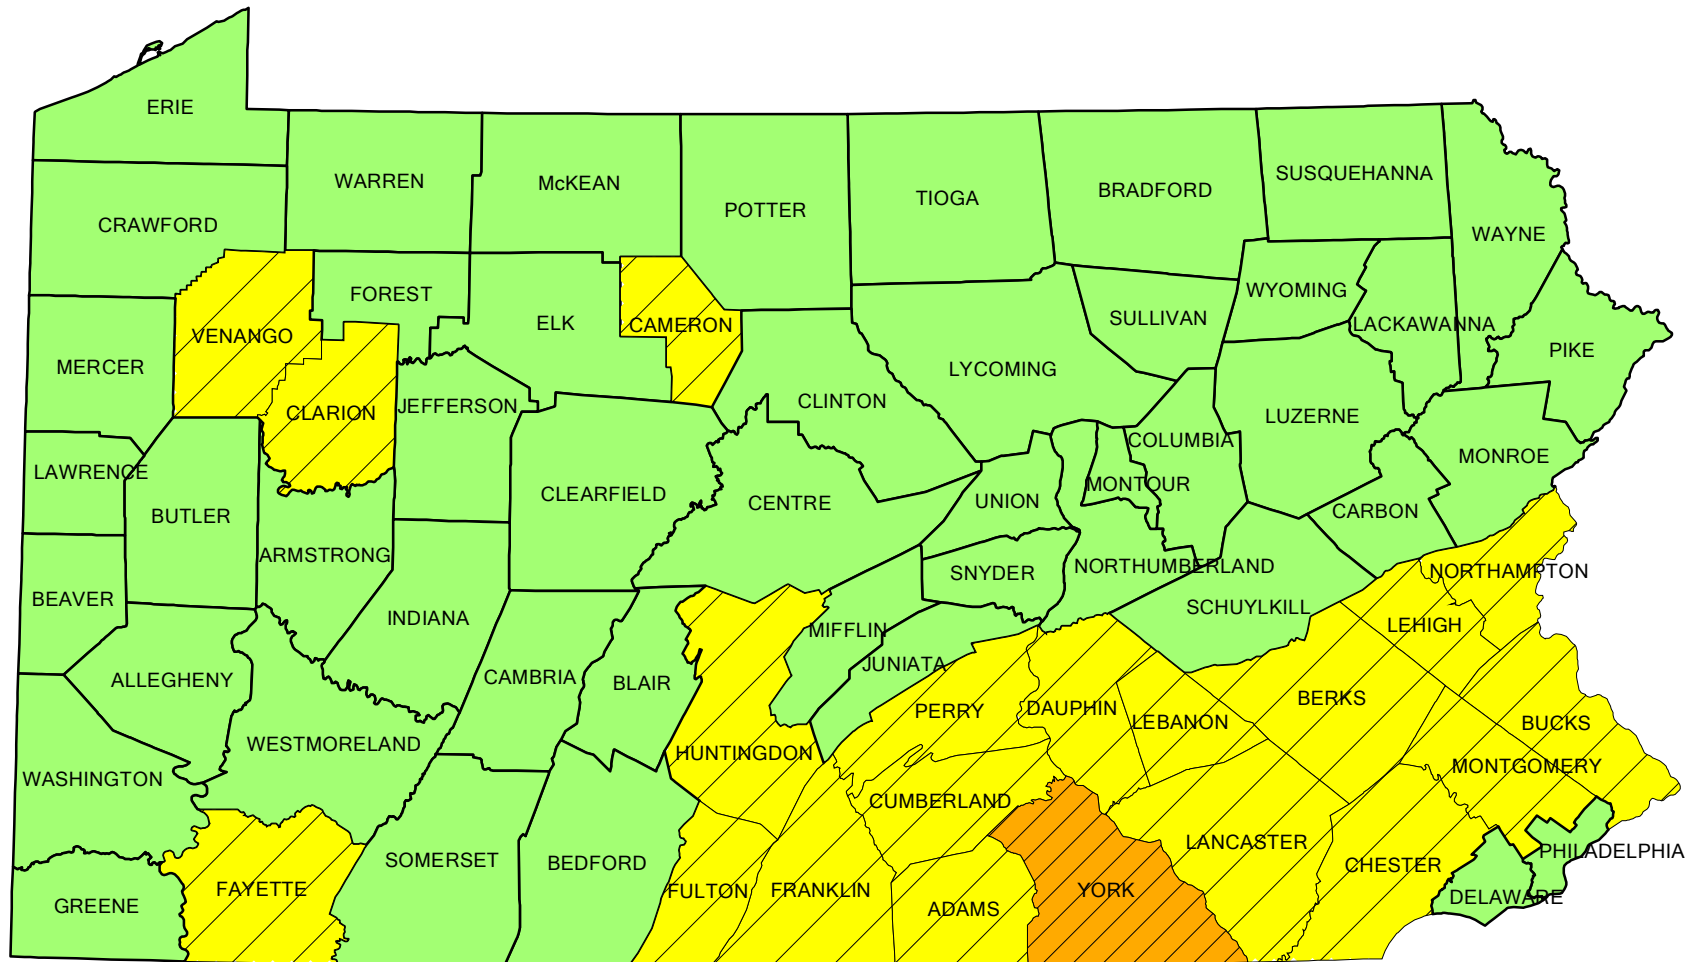 ERIE
WARREN
McKEAN
SUSQUEHANNA
TIOGA
BRADFORD
POTTER
CRAWFORD
WAYNE
FOREST
WYOMING
VENANGO
ELK
CAMERON
SULLIVAN
LACKAWANNA
PIKE
MERCER
LYCOMING
CLARION
JEFFERSON
CLINTON
LUZERNE
COLUMBIA
MONROE
LAWRENCE
CLEARFIELD
CENTRE
UNION
MONTOUR
CARBON
BUTLER
ARMSTRONG
SNYDER
NORTHUMBERLAND
NORTHAMPTON
BEAVER
INDIANA
SCHUYLKILL
LEHIGH
MIFFLIN
JUNIATA
ALLEGHENY
CAMBRIA
BLAIR
BERKS
PERRY
DAUPHIN
LEBANON
BUCKS
WESTMORELAND
HUNTINGDON
MONTGOMERY
WASHINGTON
CUMBERLAND
LANCASTER
PHILADELPHIA
SOMERSET
BEDFORD
CHESTER
FAYETTE
FULTON
FRANKLIN
YORK
DELAWARE
GREENE
ADAMS